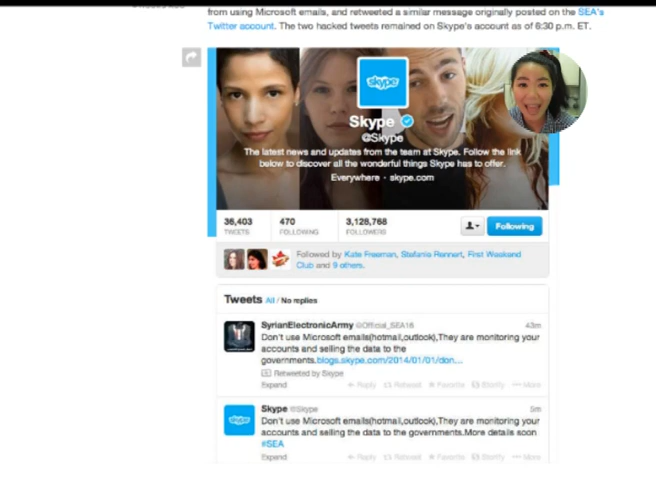 from using Microsoft emails, and retweeted a similar message originally posted on the SEA's
Twitter account. The two hacked tweets remained on Skype's account as of 6:30 p.m. ET.
skype
Skype
@Skype
The latest news and updates from the team at Skype. Follow the link
below to discover all the wonderful things Skype has to offer.
Everywhere · skype.com
36,403
TWEETS
470
FOLLOWING
3,128,768
FOLLOWERS
Following
Followed by Kate Freeman, Stefanie Rennert, First Weekend
Club and 9 others.
Tweets All / No replies
SyrianElectronicArmy @Official_SEA16 43m
Don't use Microsoft emails(hotmail,outlook),They are monitoring your
accounts and selling the data to the
governments.blogs.skype.com/2014/01/01/don...
Retweeted by Skype
Expand Reply Retweet Favorite Storify More
Skype @Skype 5m
Don't use Microsoft emails(hotmail,outlook),They are monitoring your
accounts and selling the data to the governments.More details soon
#SEA
Expand Reply Retweet Favorite Storify More
skype